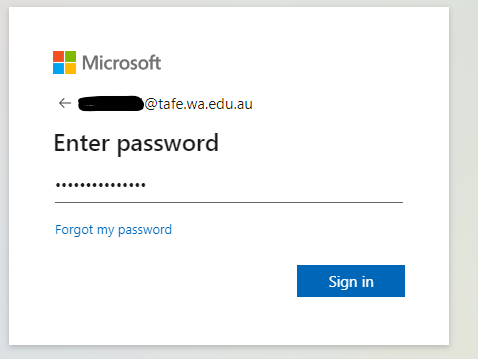 Microsoft
@tafe.wa.edu.au
Enter password
•••••••••••••••
Forgot my password
Sign in